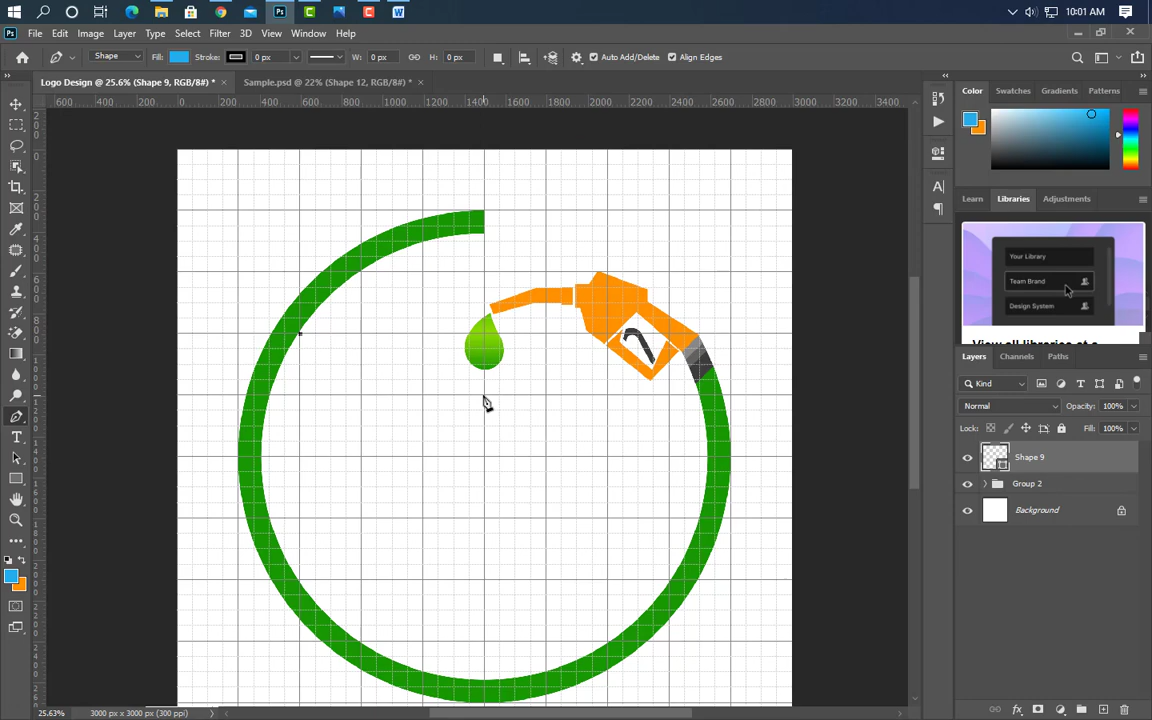 10:01 AM
Ps File Edit Image Layer Type Select Filter 3D View Window Help
Shape Fill: Stroke: 0 px W: 0 px H: 0 px Auto Add/Delete Align Edges
Logo Design @ 25.6% (Shape 9, RGB/8#) * × Sample.psd @ 22% (Shape 12, RGB/8#) * ×
600 400 200 0 200 400 600 800 1000 1200 1400 1600 1800 2000 2200 2400 2600 2800 3000 3200 3400
Color Swatches Gradients Patterns
Learn Libraries Adjustments
Your Library
Team Brand
Design System
View all libraries at a
Layers Channels Paths
Kind
Normal Opacity: 100%
Lock: Fill: 100%
Shape 9
Group 2
Background
25.63% 3000 px x 3000 px (300 ppi)